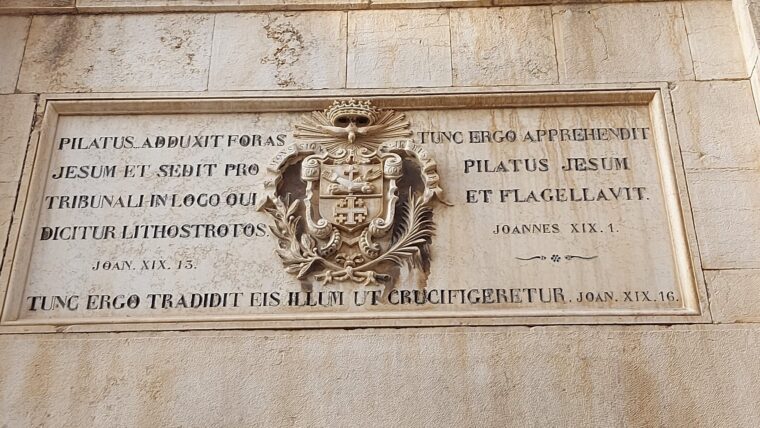 PILATUS ADDUXIT FORAS
JESUM ET SEDIT PRO
TRIBUNALI IN LOCO QUI
DICITUR LITHOSTROTOS.
JOAN. XIX. 13.
TUNC ERGO APPREHENDIT
PILATUS JESUM
ET FLAGELLAVIT.
JOANNES XIX. 1.
TUNC ERGO TRADIDIT EIS ILLUM UT CRUCIFIGERETUR. JOAN. XIX. 16.